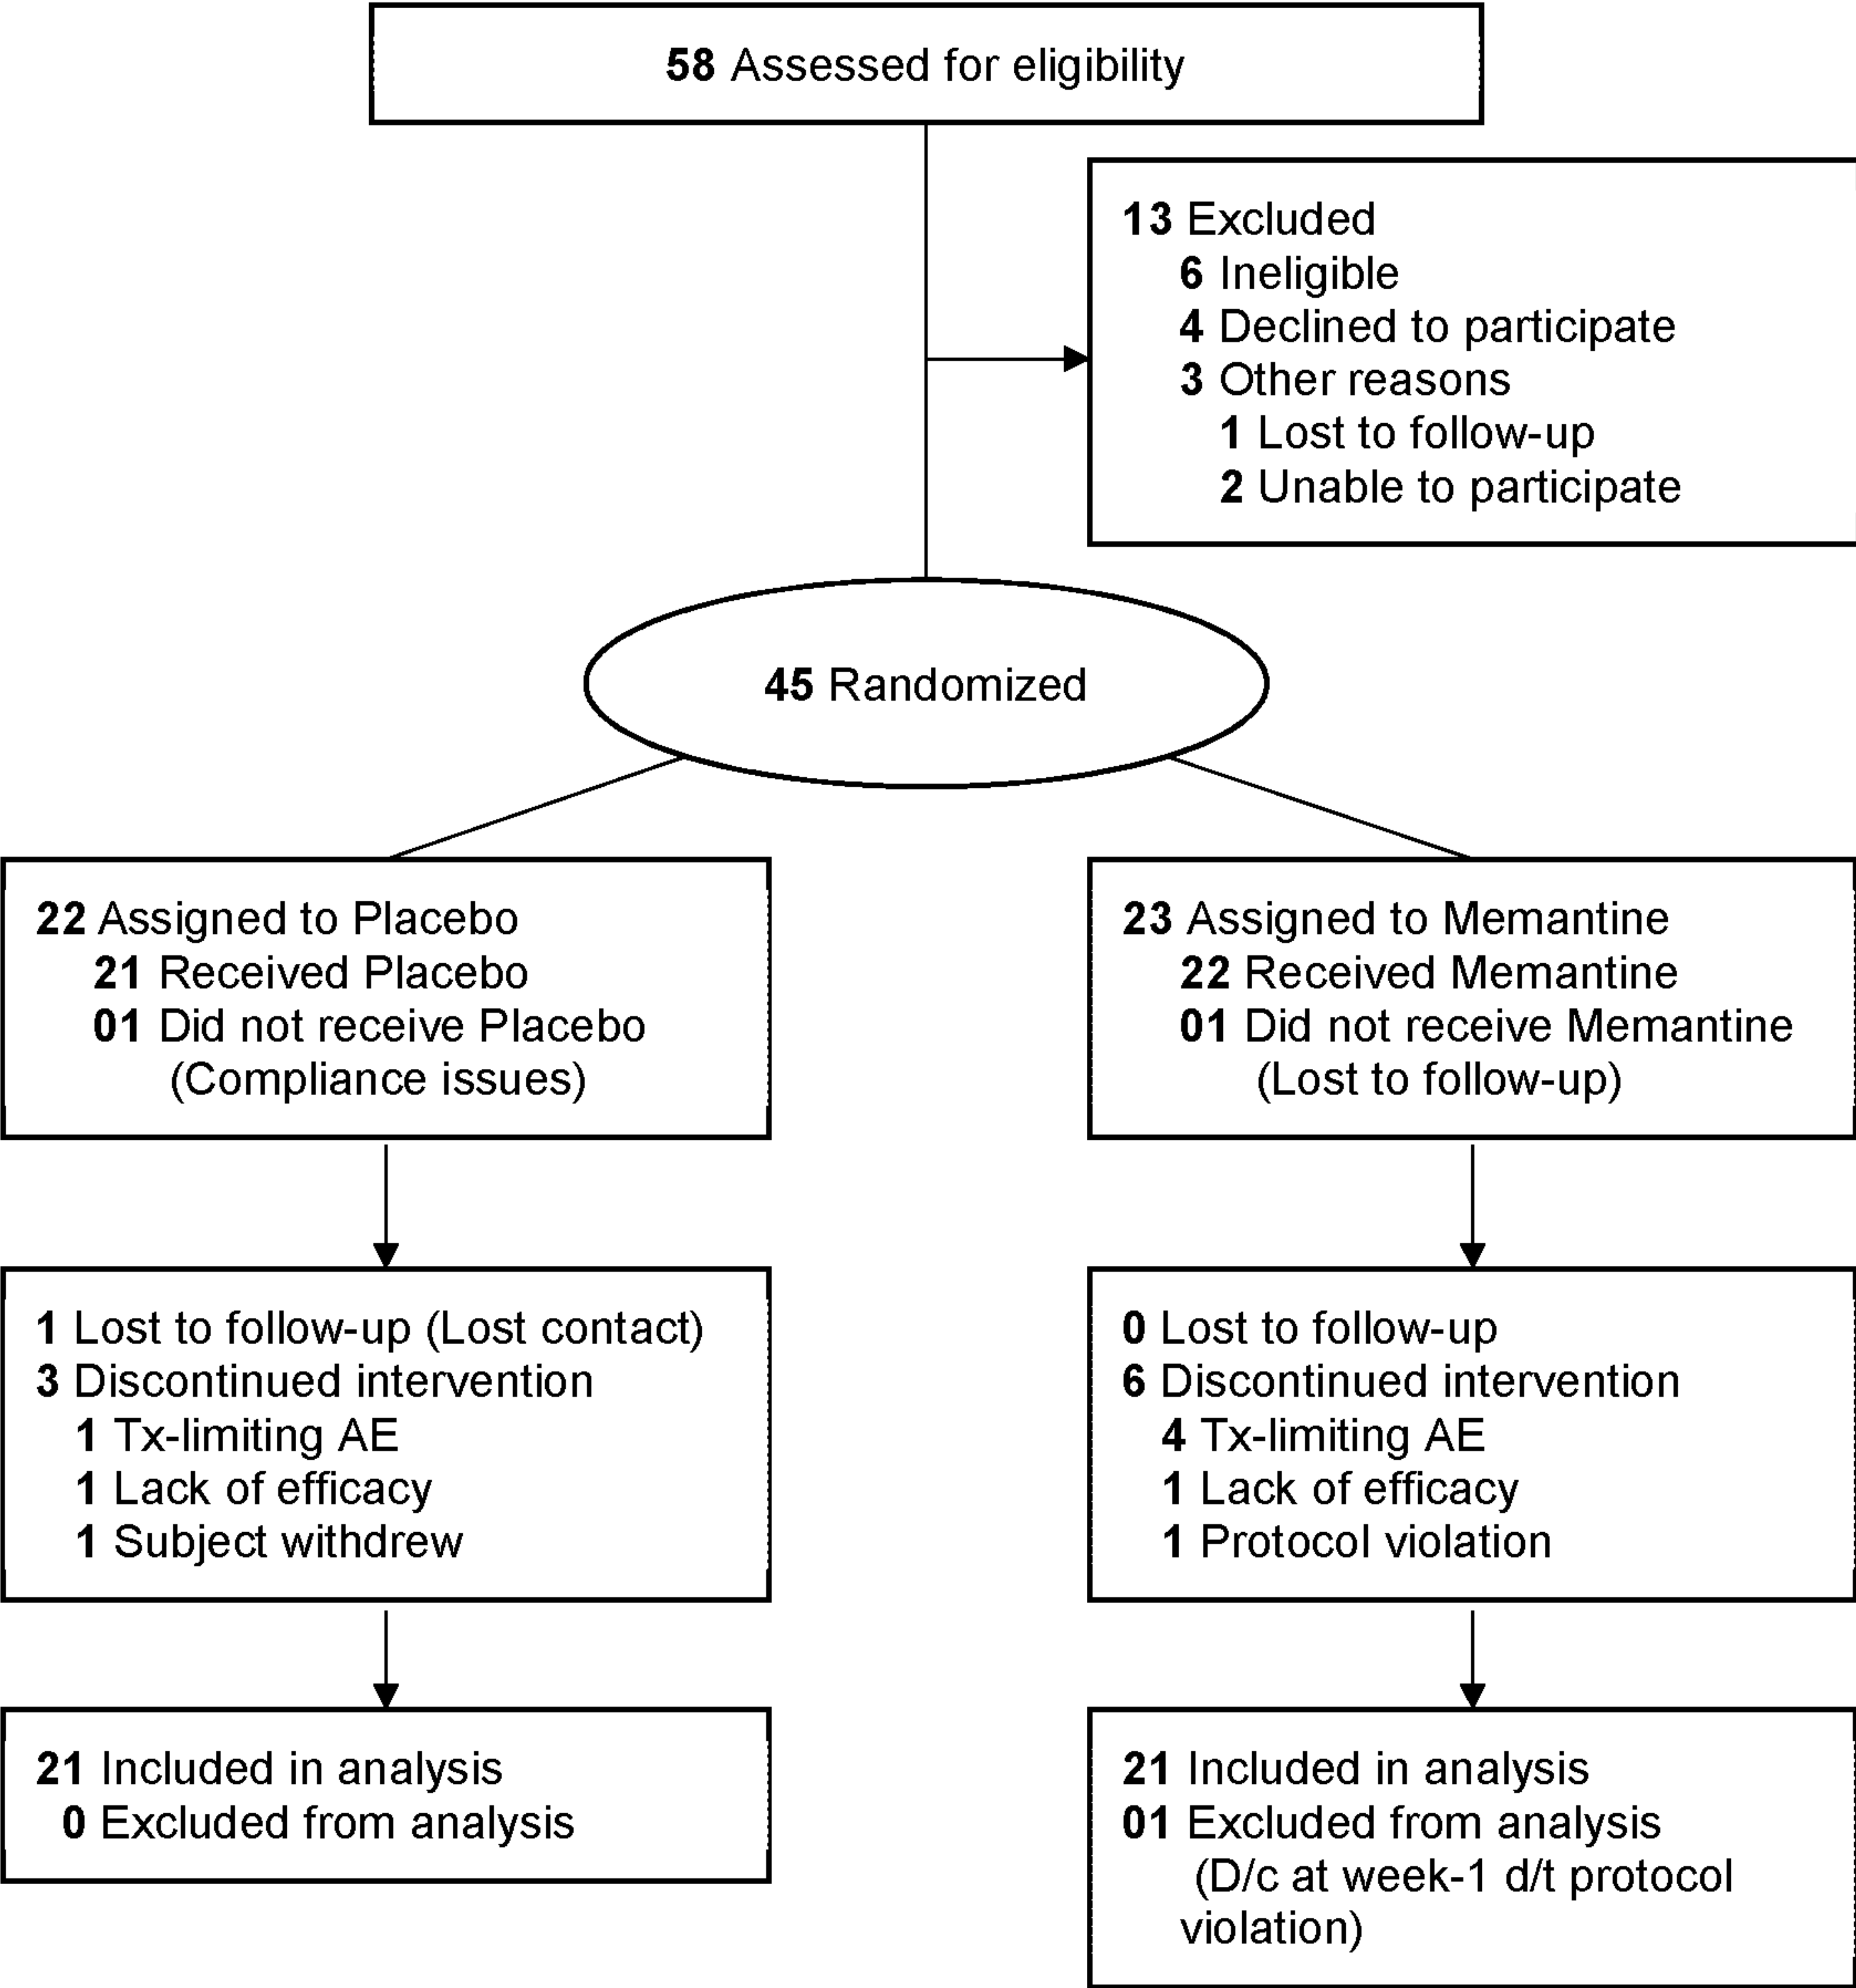 58 Assessed for eligibility
13 Excluded
6 Ineligible
4 Declined to participate
3 Other reasons
1 Lost to follow-up
2 Unable to participate
45 Randomized
22 Assigned to Placebo
21 Received Placebo
01 Did not receive Placebo
(Compliance issues)
23 Assigned to Memantine
22 Received Memantine
01 Did not receive Memantine
(Lost to follow-up)
1 Lost to follow-up (Lost contact)
3 Discontinued intervention
1 Tx-limiting AE
1 Lack of efficacy
1 Subject withdrew
0 Lost to follow-up
6 Discontinued intervention
4 Tx-limiting AE
1 Lack of efficacy
1 Protocol violation
21 Included in analysis
0 Excluded from analysis
21 Included in analysis
01 Excluded from analysis
(D/c at week-1 d/t protocol
violation)